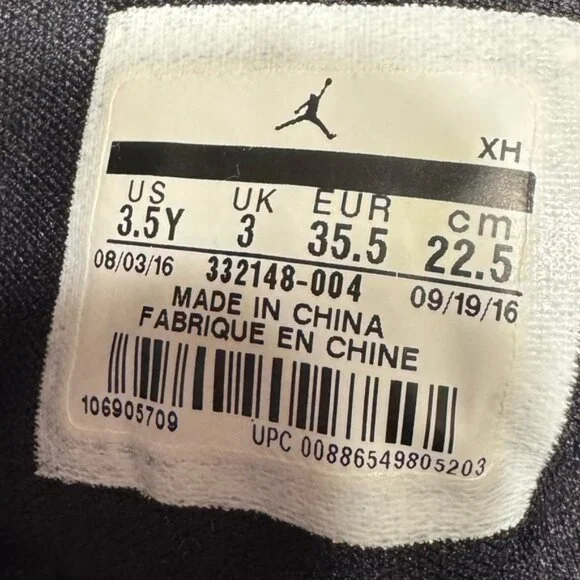 XH
US UK EUR cm
3.5Y 3 35.5 22.5
08/03/16 332148-004 09/19/16
MADE IN CHINA
FABRIQUE EN CHINE
106905709
UPC 00886549805203